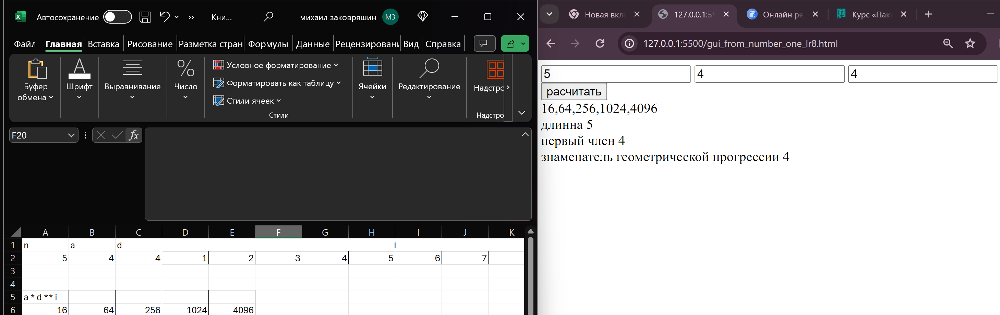 Автосохранение
Кни...
михаил заковряшин
МЗ
Файл Главная Вставка Рисование Разметка стран Формулы Данные Рецензировани Вид Справка
Буфер обмена
Шрифт
Выравнивание
%
Число
Условное форматирование
Форматировать как таблицу
Стили ячеек
Стили
Ячейки
Редактирование
Надстрс
Надстро
F20
fx
A B C D E F G H I J K
1 n a d i
2 5 4 4 1 2 3 4 5 6 7
3
4
5 a * d ** i
6 16 64 256 1024 4096
Новая вкла
127.0.0.1:55
Онлайн ре
Курс «Паке
127.0.0.1:5500/gui_from_number_one_lr8.html
5 4 4
расчитать
16,64,256,1024,4096
длинна 5
первый член 4
знаменатель геометрической прогрессии 4